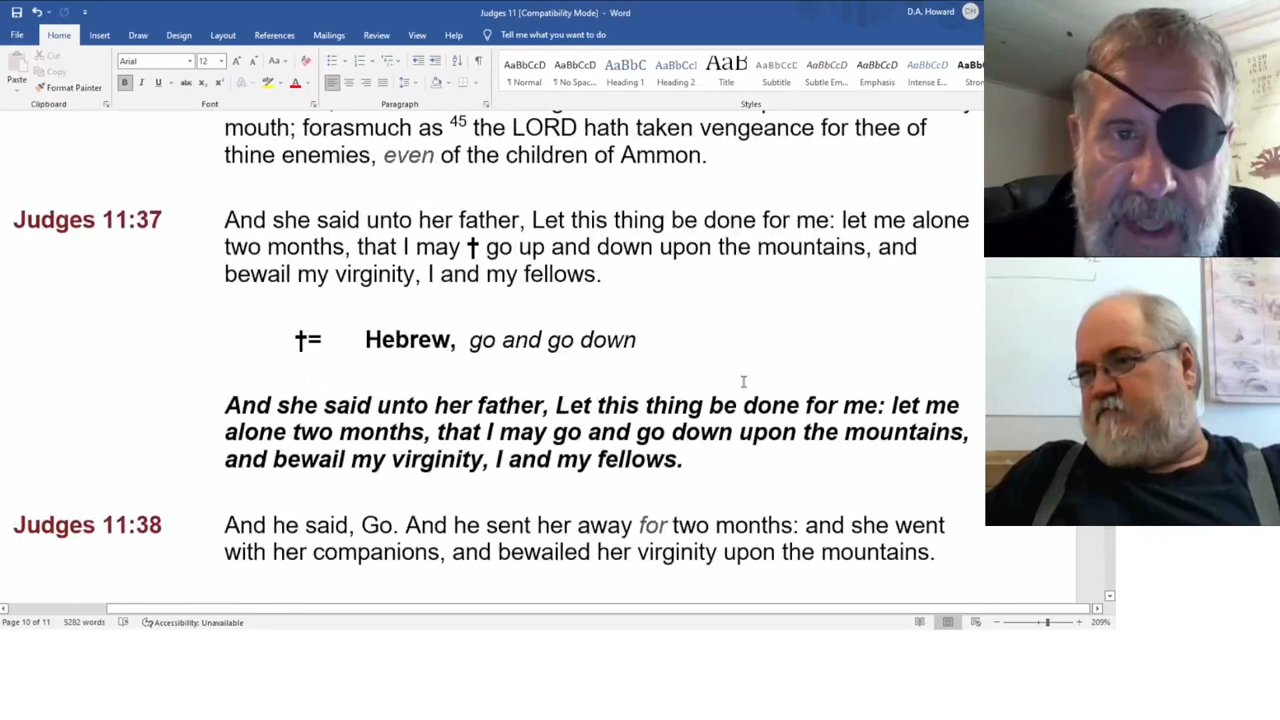 Judges 11 [Compatibility Mode] - Word
D.A. Howard DH
File Home Insert Draw Design Layout References Mailings Review View Help Tell me what you want to do
Cut
Copy
Format Painter
Paste
Arial 12
AaBbCcD AaBbCcD AaBbC AaBbCcI AaB AaBbCcD AaBbCcD AaBbCcD AaBbCcD AaBb
¶ Normal ¶ No Spac... Heading 1 Heading 2 Title Subtitle Subtle Em... Emphasis Intense E... Stron
Clipboard Font Paragraph Styles
mouth; forasmuch as 45 the LORD hath taken vengeance for thee of
thine enemies, even of the children of Ammon.
Judges 11:37 And she said unto her father, Let this thing be done for me: let me alone
two months, that I may ✝ go up and down upon the mountains, and
bewail my virginity, I and my fellows.
✝= Hebrew, go and go down
And she said unto her father, Let this thing be done for me: let me
alone two months, that I may go and go down upon the mountains,
and bewail my virginity, I and my fellows.
Judges 11:38 And he said, Go. And he sent her away for two months: and she went
with her companions, and bewailed her virginity upon the mountains.
Page 10 of 11 5282 words Accessibility: Unavailable 209%